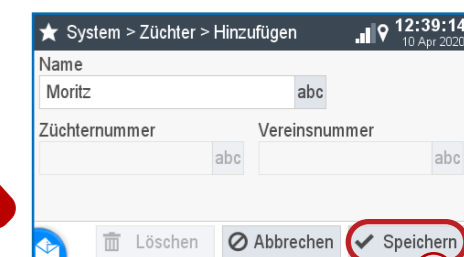 System > Züchter > Hinzufügen 12:39:14
10 Apr 2020
Name
Moritz abc
Züchternummer Vereinsnummer
abc abc
Löschen Abbrechen Speichern